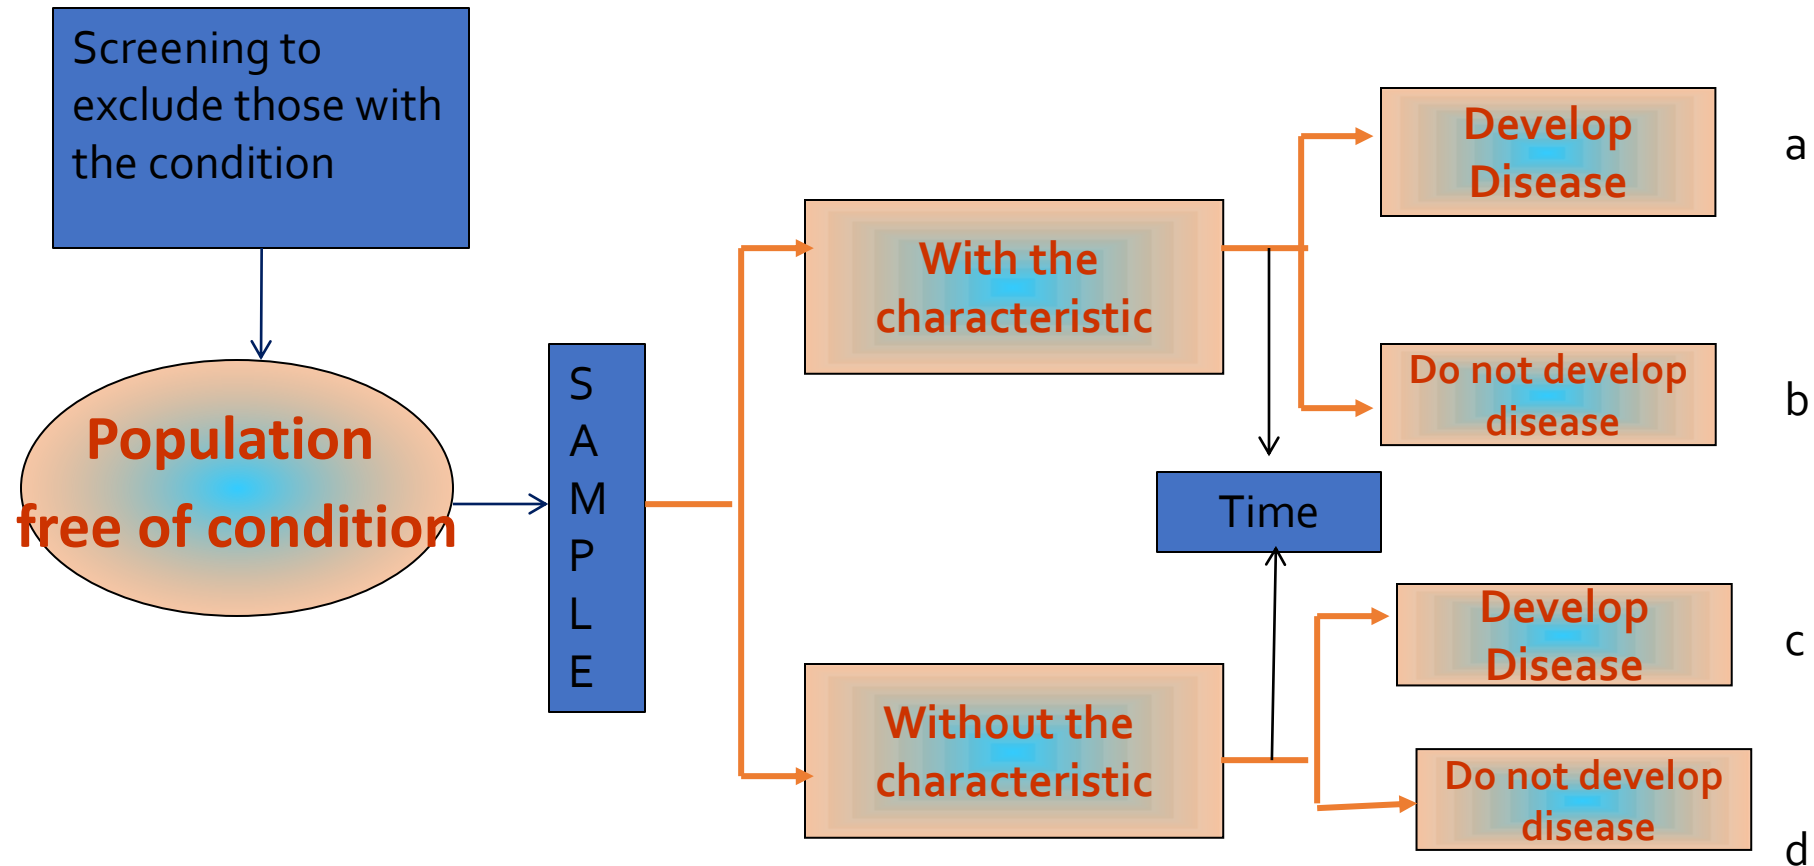 Screening to
exclude those with
the condition
Population
free of condition
S
A
M
P
L
E
With the
characteristic
Without the
characteristic
Time
Develop
Disease
a
Do not develop
disease
b
Develop
Disease
c
Do not develop
disease
d